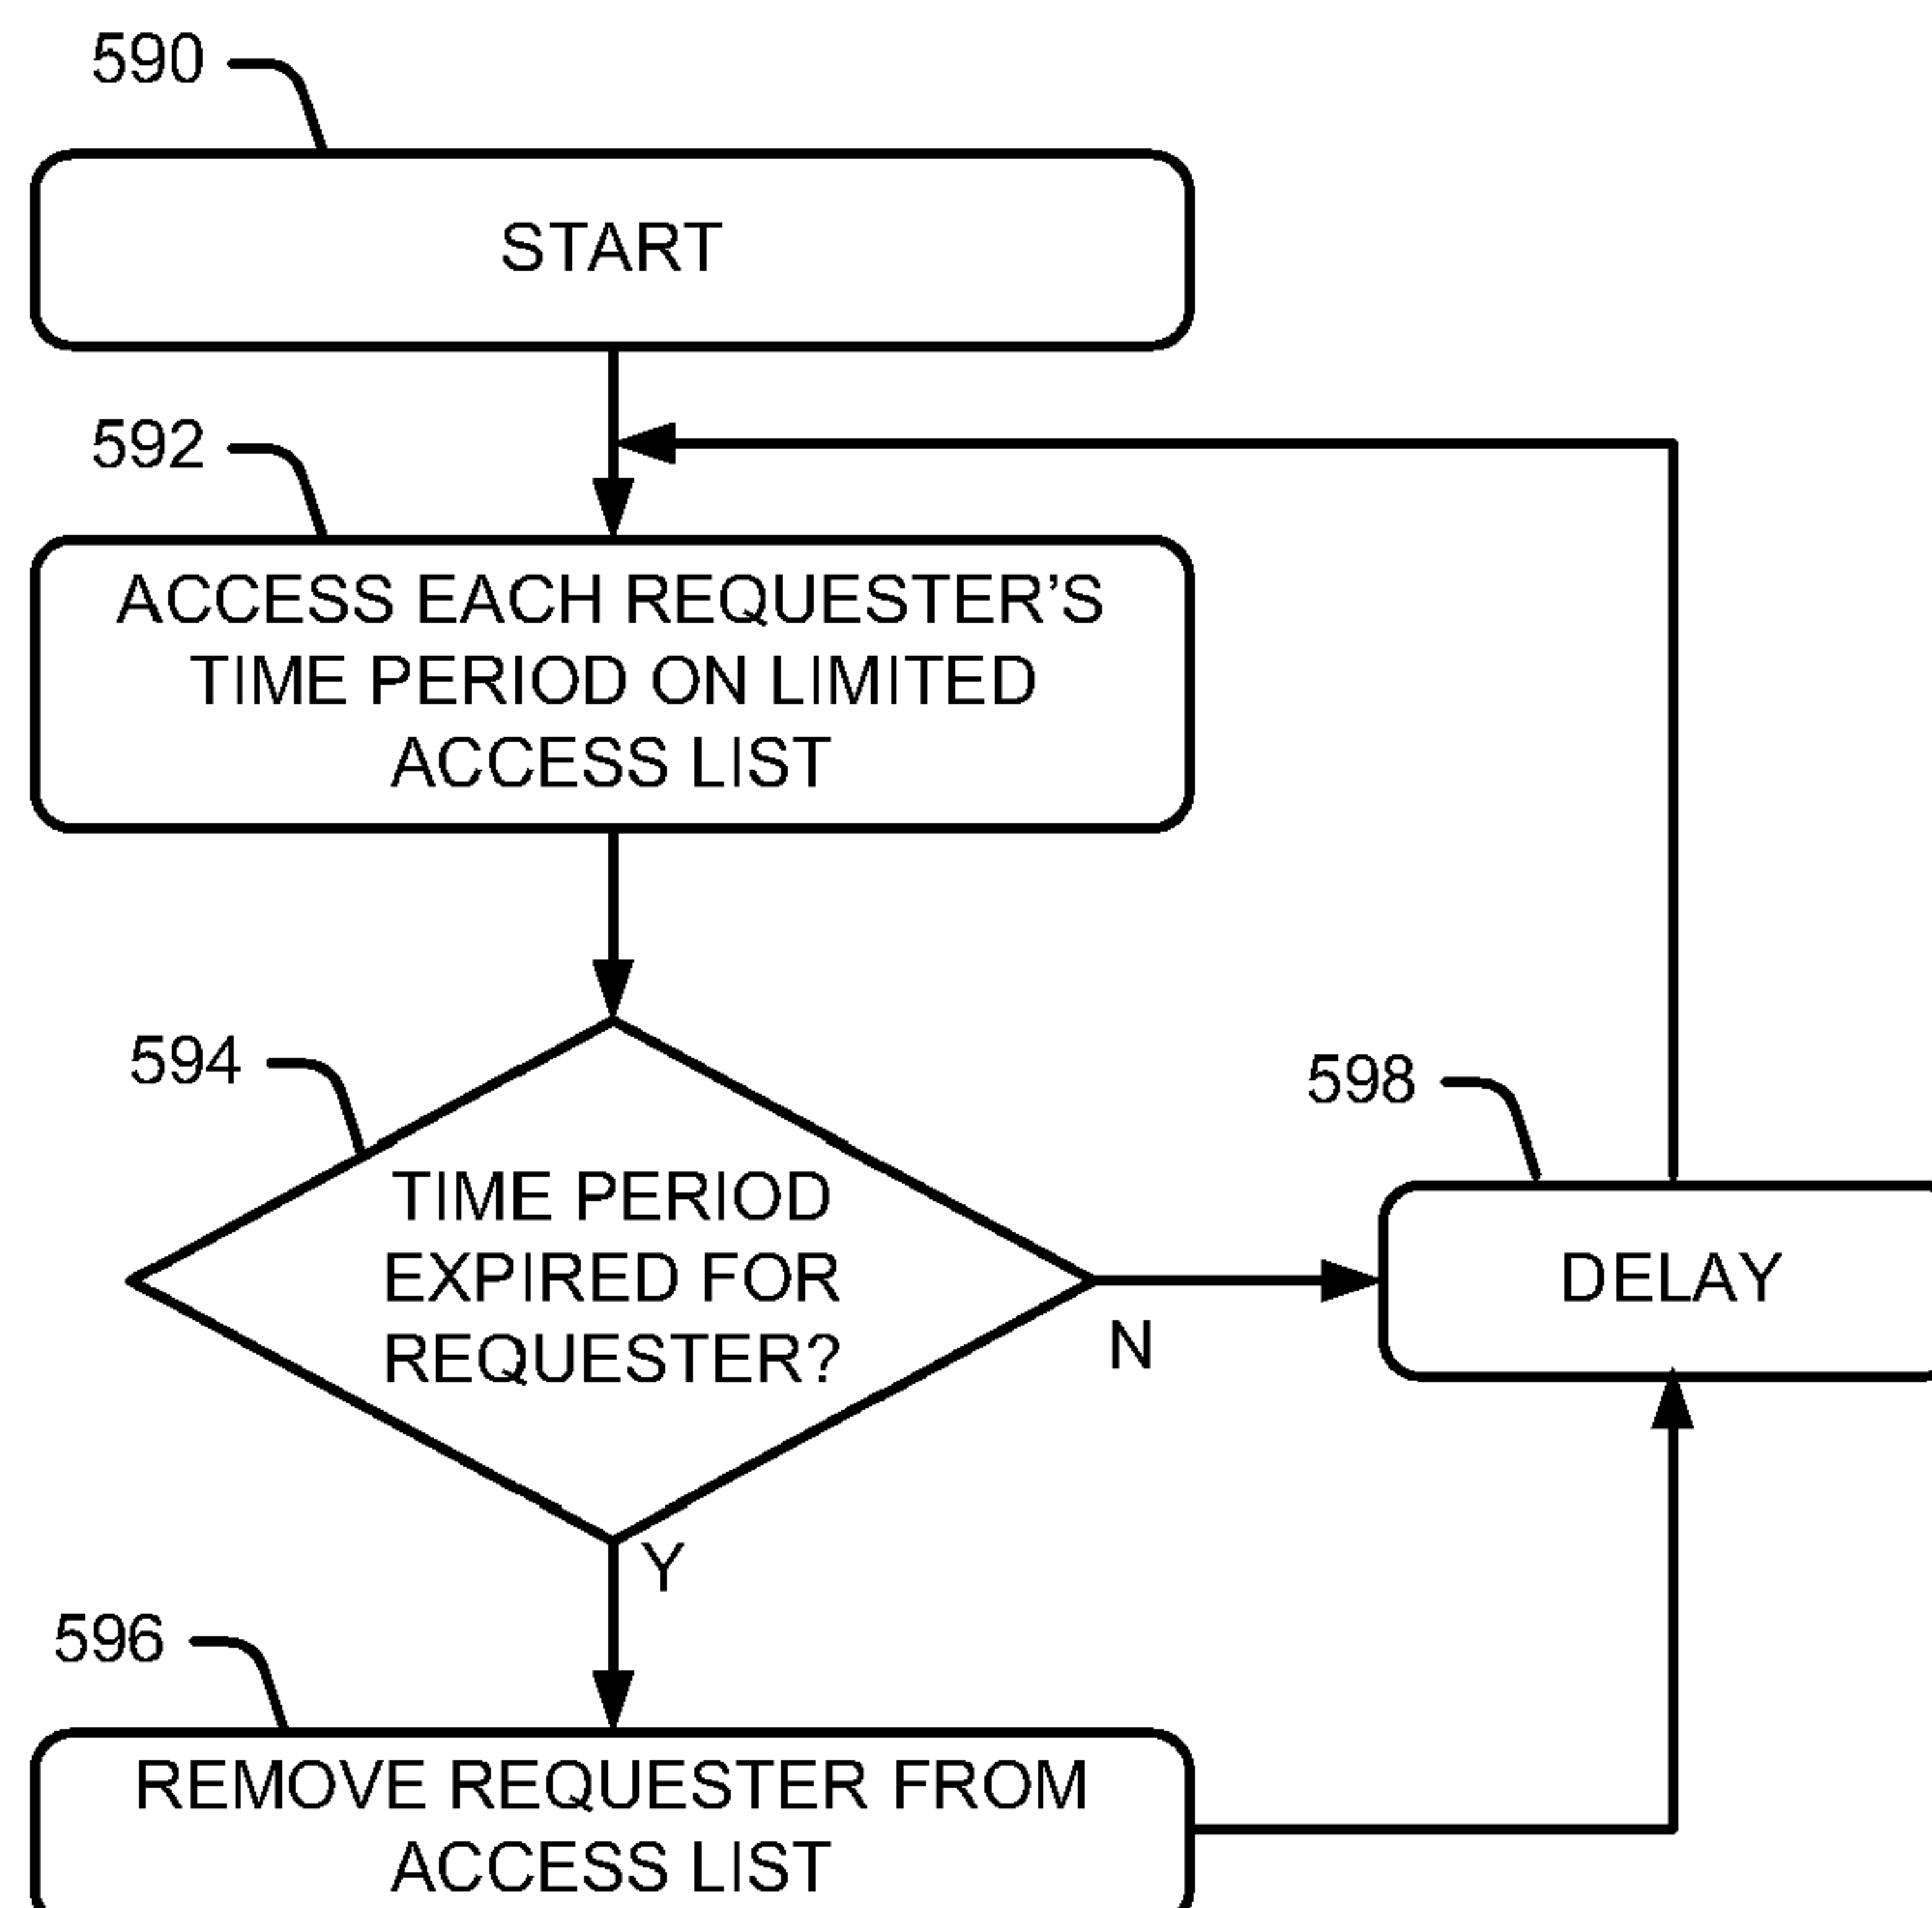 590
START
592
ACCESS EACH REQUESTER’S
TIME PERIOD ON LIMITED
ACCESS LIST
594
TIME PERIOD
EXPIRED FOR
REQUESTER?
N
598
DELAY
Y
596
REMOVE REQUESTER FROM
ACCESS LIST